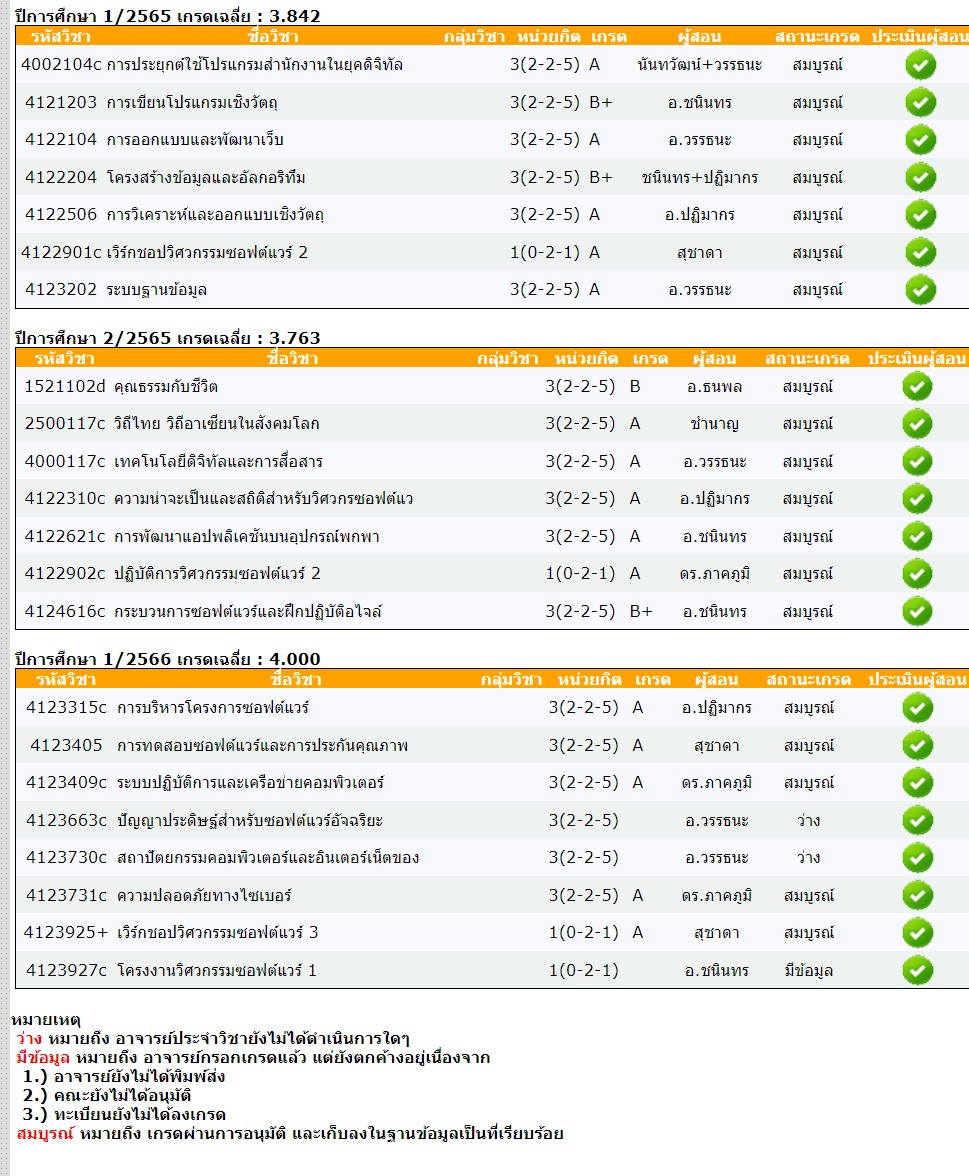 ปีการศึกษา 1/2565 เกรดเฉลี่ย : 3.842
รหัสวิชา ชื่อวิชา กลุ่มวิชา หน่วยกิต เกรด ผู้สอน สถานะเกรด ประเมินผู้สอน
4002104c การประยุกต์ใช้โปรแกรมสำนักงานในยุคดิจิทัล 3(2-2-5) A นันทวัฒน์+วรรธนะ สมบูรณ์
4121203 การเขียนโปรแกรมเชิงวัตถุ 3(2-2-5) B+ อ.ชนินทร สมบูรณ์
4122104 การออกแบบและพัฒนาเว็บ 3(2-2-5) A อ.วรรธนะ สมบูรณ์
4122204 โครงสร้างข้อมูลและอัลกอริทึม 3(2-2-5) B+ ชนินทร+ปฏิมากร สมบูรณ์
4122506 การวิเคราะห์และออกแบบเชิงวัตถุ 3(2-2-5) A อ.ปฏิมากร สมบูรณ์
4122901c เวิร์กชอปวิศวกรรมซอฟต์แวร์ 2 1(0-2-1) A สุชาดา สมบูรณ์
4123202 ระบบฐานข้อมูล 3(2-2-5) A อ.วรรธนะ สมบูรณ์
ปีการศึกษา 2/2565 เกรดเฉลี่ย : 3.763
รหัสวิชา ชื่อวิชา กลุ่มวิชา หน่วยกิต เกรด ผู้สอน สถานะเกรด ประเมินผู้สอน
1521102d คุณธรรมกับชีวิต 3(2-2-5) B อ.ธนพล สมบูรณ์
2500117c วิถีไทย วิถีอาเซียนในสังคมโลก 3(2-2-5) A ชำนาญ สมบูรณ์
4000117c เทคโนโลยีดิจิทัลและการสื่อสาร 3(2-2-5) A อ.วรรธนะ สมบูรณ์
4122310c ความน่าจะเป็นและสถิติสำหรับวิศวกรซอฟต์แว 3(2-2-5) A อ.ปฏิมากร สมบูรณ์
4122621c การพัฒนาแอปพลิเคชันบนอุปกรณ์พกพา 3(2-2-5) A อ.ชนินทร สมบูรณ์
4122902c ปฏิบัติการวิศวกรรมซอฟต์แวร์ 2 1(0-2-1) A ดร.ภาคภูมิ สมบูรณ์
4124616c กระบวนการซอฟต์แวร์และฝึกปฏิบัติอไจล์ 3(2-2-5) B+ อ.ชนินทร สมบูรณ์
ปีการศึกษา 1/2566 เกรดเฉลี่ย : 4.000
รหัสวิชา ชื่อวิชา กลุ่มวิชา หน่วยกิต เกรด ผู้สอน สถานะเกรด ประเมินผู้สอน
4123315c การบริหารโครงการซอฟต์แวร์ 3(2-2-5) A อ.ปฏิมากร สมบูรณ์
4123405 การทดสอบซอฟต์แวร์และการประกันคุณภาพ 3(2-2-5) A สุชาดา สมบูรณ์
4123409c ระบบปฏิบัติการและเครือข่ายคอมพิวเตอร์ 3(2-2-5) A ดร.ภาคภูมิ สมบูรณ์
4123663c ปัญญาประดิษฐ์สำหรับซอฟต์แวร์อัจฉริยะ 3(2-2-5) อ.วรรธนะ ว่าง
4123730c สถาปัตยกรรมคอมพิวเตอร์และอินเตอร์เน็ตของ 3(2-2-5) อ.วรรธนะ ว่าง
4123731c ความปลอดภัยทางไซเบอร์ 3(2-2-5) A ดร.ภาคภูมิ สมบูรณ์
4123925+ เวิร์กชอปวิศวกรรมซอฟต์แวร์ 3 1(0-2-1) A สุชาดา สมบูรณ์
4123927c โครงงานวิศวกรรมซอฟต์แวร์ 1 1(0-2-1) อ.ชนินทร มีข้อมูล
หมายเหตุ
ว่าง หมายถึง อาจารย์ประจำวิชายังไม่ได้ดำเนินการใดๆ
มีข้อมูล หมายถึง อาจารย์กรอกเกรดแล้ว แต่ยังตกค้างอยู่เนื่องจาก
1.) อาจารย์ยังไม่ได้พิมพ์ส่ง
2.) คณะยังไม่ได้อนุมัติ
3.) ทะเบียนยังไม่ได้ลงเกรด
สมบูรณ์ หมายถึง เกรดผ่านการอนุมัติ และเก็บลงในฐานข้อมูลเป็นที่เรียบร้อย